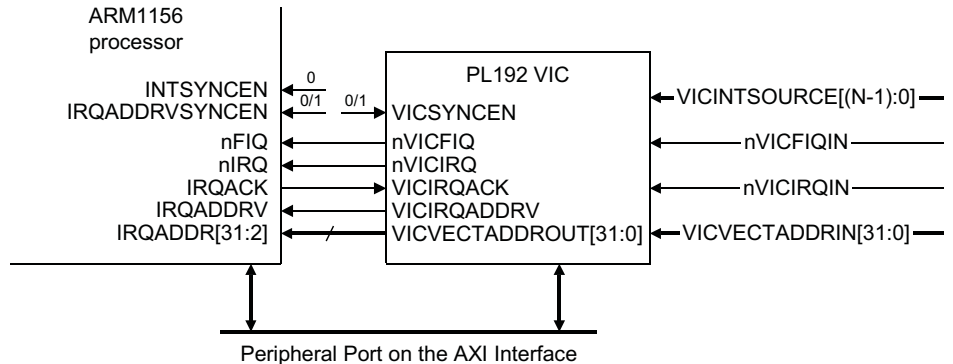 ARM1156
processor
PL192 VIC
INTSYNCEN
0
IRQADDRVSYNCEN
0/1
0/1
VICSYNCEN
nFIQ
nVICFIQ
nIRQ
nVICIRQ
IRQACK
VICIRQACK
IRQADDRV
VICIRQADDRV
IRQADDR[31:2]
VICVECTADDROUT[31:0]
VICINTSOURCE[(N-1):0]
nVICFIQIN
nVICIRQIN
VICVECTADDRIN[31:0]
Peripheral Port on the AXI Interface